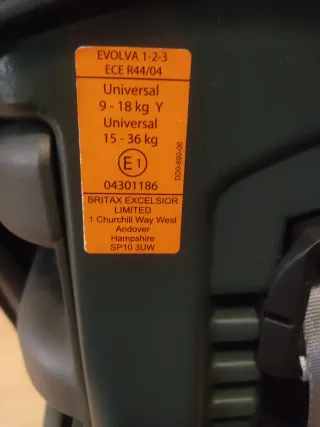 EVOLVA 1-2-3
ECE R44/04
Universal
9 - 18 kg Y
Universal
15 - 36 kg
E1
04301186
DD0-890-00
BRITAX EXCELSIOR
LIMITED
1 Churchill Way West
Andover
Hampshire
SP10 3UW